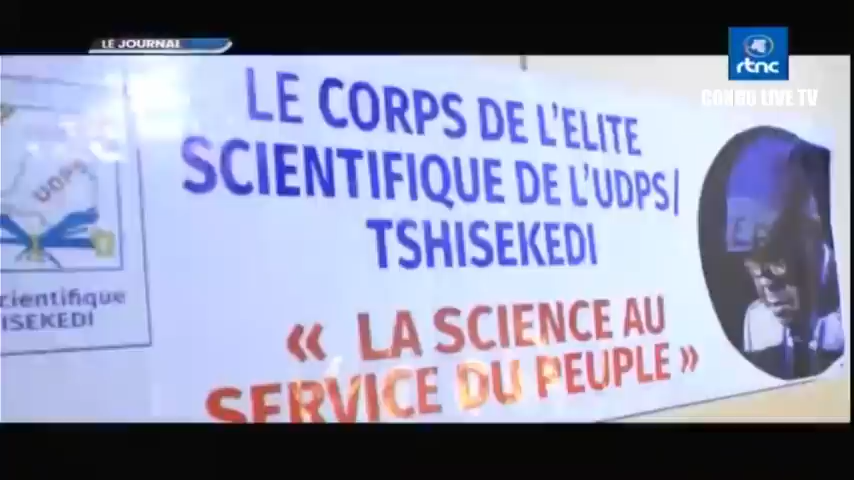 LE JOURNAL
rtnc
CONGO LIVE TV
LE CORPS DE L'ELITE
SCIENTIFIQUE DE L'UDPS/
TSHISEKEDI
« LA SCIENCE AU
SERVICE DU PEUPLE »
UDPS
cientifique
ISEKEDI